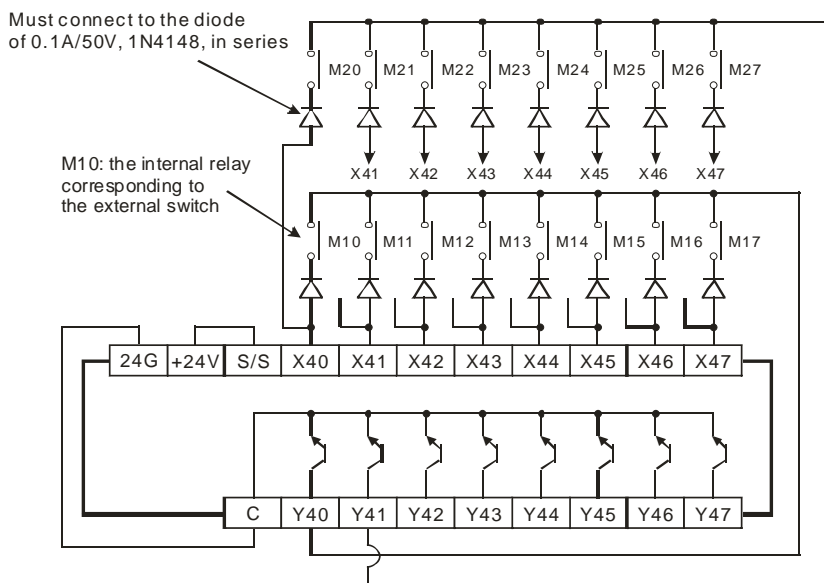 Must connect to the diode
of 0.1A/50V, 1N4148, in series
M20 M21 M22 M23 M24 M25 M26 M27
X41 X42 X43 X44 X45 X46 X47
M10: the internal relay
corresponding to
the external switch
M10 M11 M12 M13 M14 M15 M16 M17
24G +24V S/S X40 X41 X42 X43 X44 X45 X46 X47
C Y40 Y41 Y42 Y43 Y44 Y45 Y46 Y47